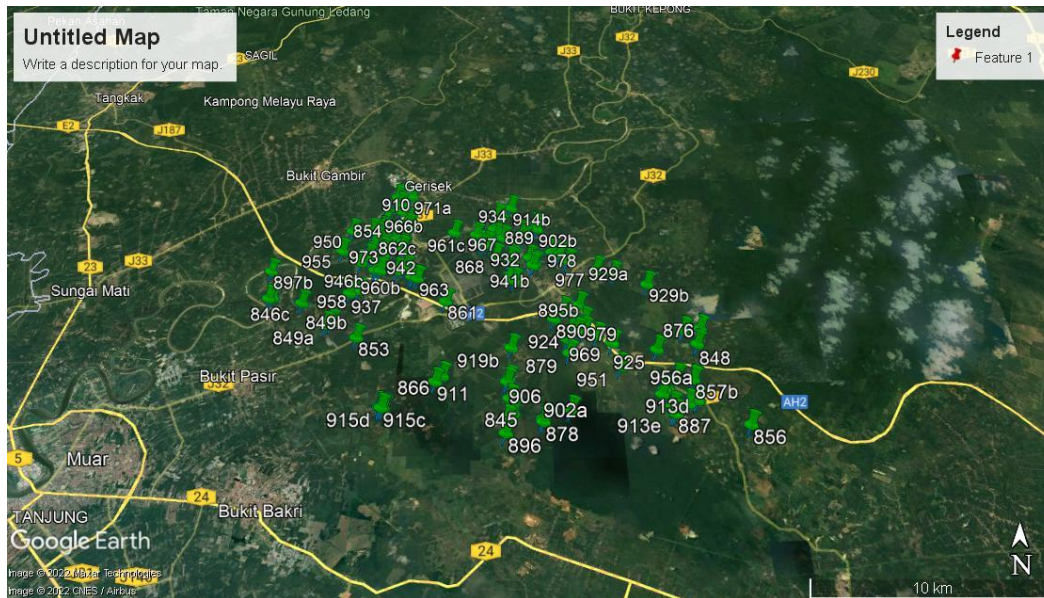 Taman Negara Gunung Ledang
BUKIT KEPONG
Pekan Asahan
Untitled Map
Write a description for your map.
Legend
Feature 1
SAGIL
J32
J33
J230
Tangkak
Kampong Melayu Raya
E2
J187
J33
Bukit Gambir
J32
Gerisek
910
971a
934
914b
854
966b
950
889
902b
961c
967
862c
955
973
868
932
978
942
941b
977
929a
23
J33
897b
946b
960b
963
929b
Sungai Mati
958
937
846c
849b
861
895b
849a
890
979
876
853
924
848
919b
879
969
925
Bukit Pasir
951
956a
J32
866
911
906
857b
913d
AH2
915d
915c
845
902a
913e
887
856
878
896
5
Muar
24
Bukit Bakri
TANJUNG
Google Earth
24
N
Image © 2022 Maxar Technologies
Image © 2022 CNES / Airbus
10 km